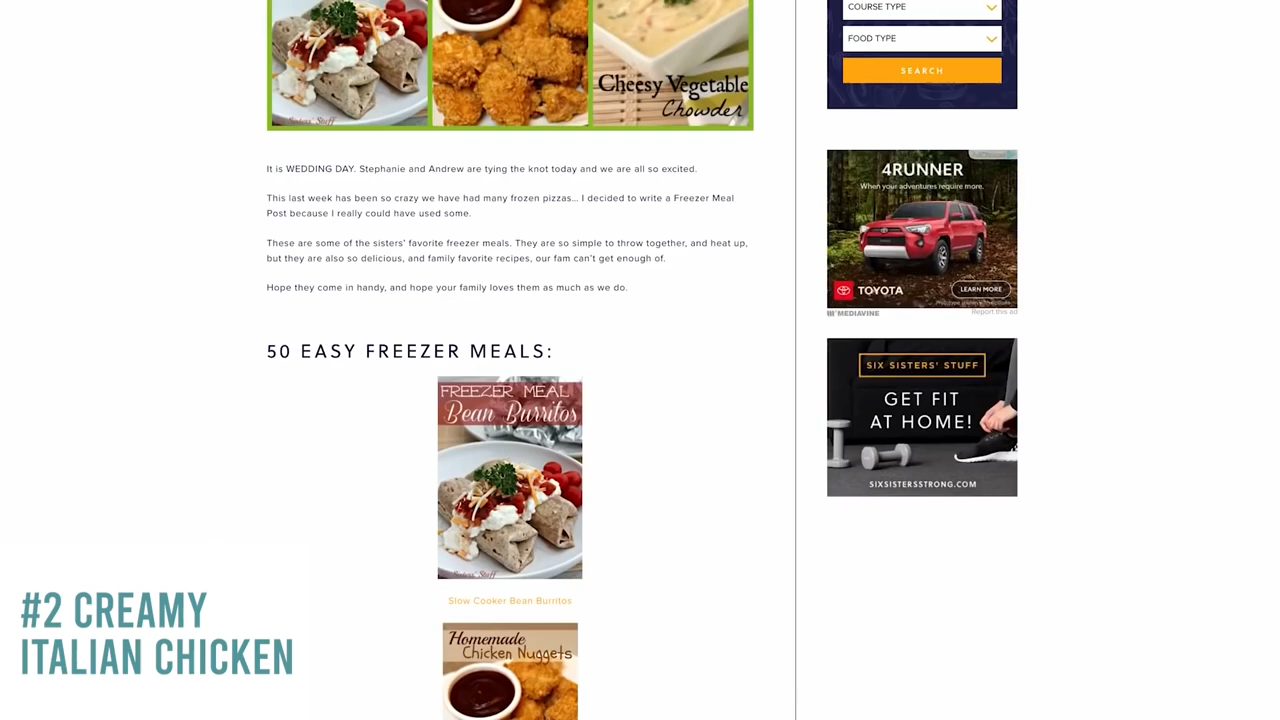 COURSE TYPE
FOOD TYPE
SEARCH
Cheesy Vegetable
Chowder
Sisters' Stuff
It is WEDDING DAY. Stephanie and Andrew are tying the knot today and we are all so excited.
This last week has been so crazy we have had many frozen pizzas... I decided to write a Freezer Meal
Post because I really could have used some.
These are some of the sisters' favorite freezer meals. They are so simple to throw together, and heat up,
but they are also so delicious, and family favorite recipes, our fam can't get enough of.
Hope they come in handy, and hope your family loves them as much as we do.
50 EASY FREEZER MEALS:
FREEZER MEAL
Bean Burritos
Sisters' Stuff
Slow Cooker Bean Burritos
Homemade
Chicken Nuggets
4RUNNER
When your adventures require more.
TOYOTA
LEARN MORE
MEDIAVINE
Report this ad
SIX SISTERS' STUFF
GET FIT
AT HOME!
SIXSISTERSSTRONG.COM
#2 CREAMY
ITALIAN CHICKEN